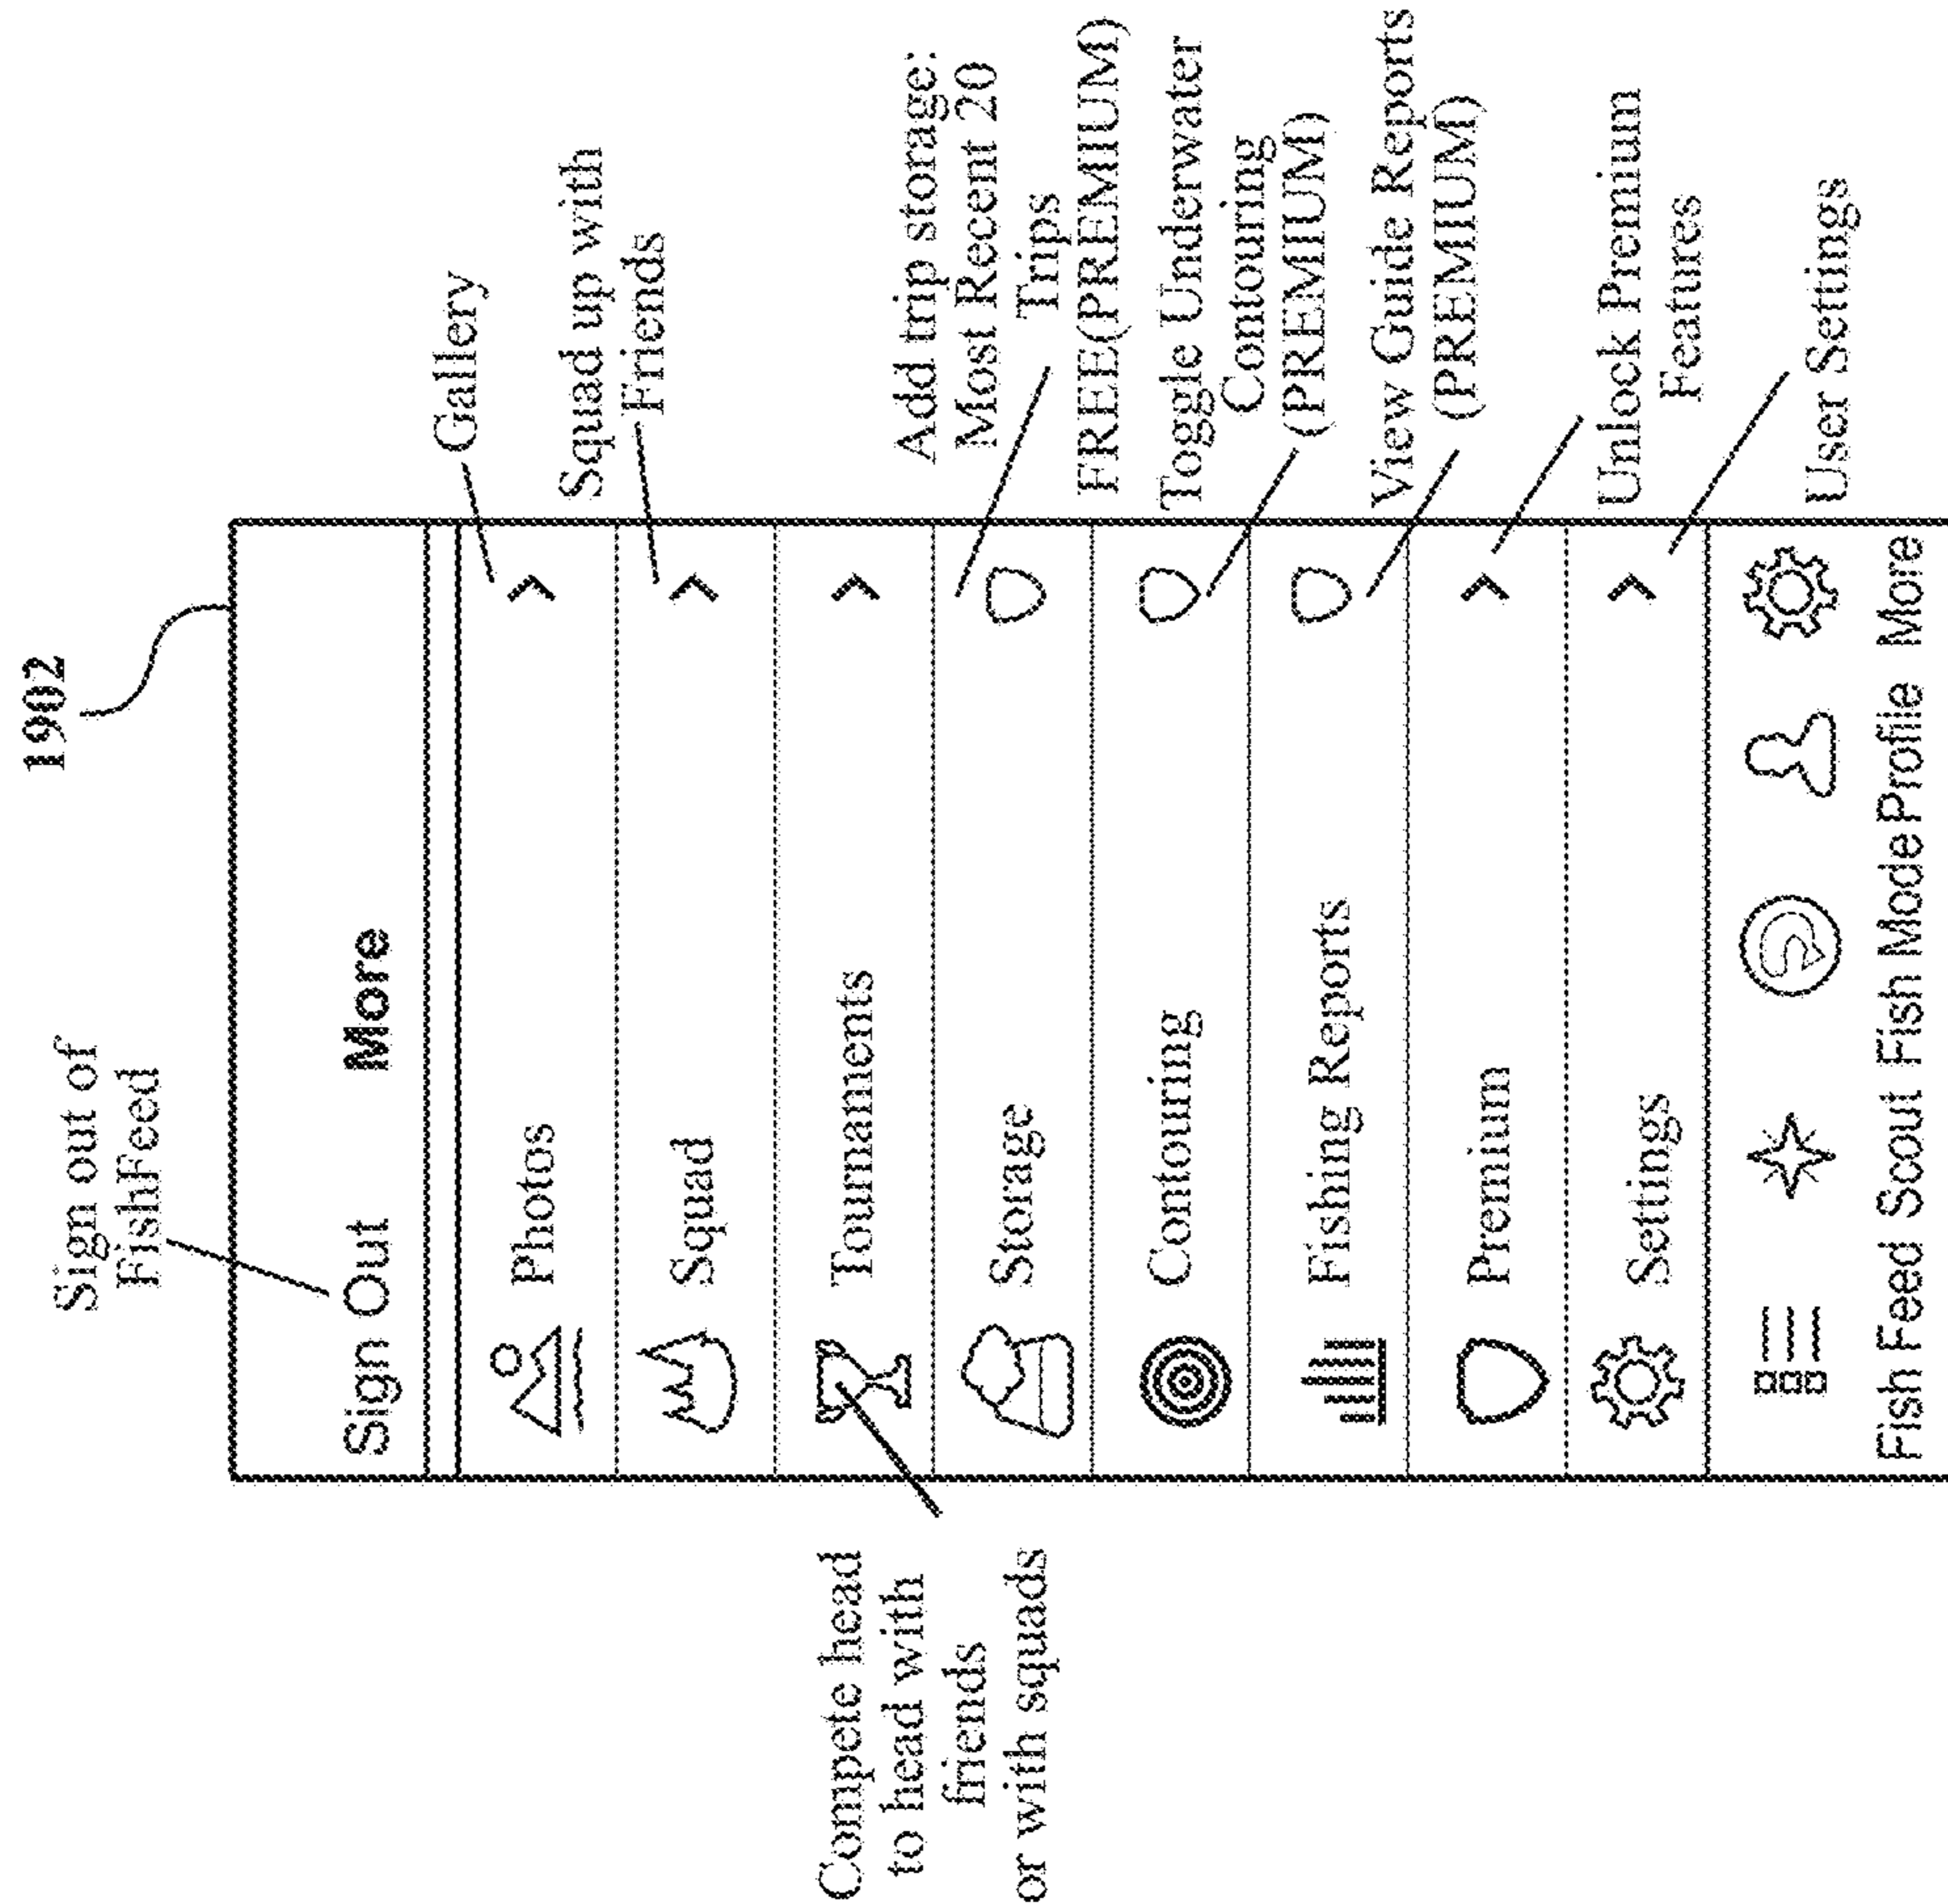 1902
Sign out of
FishFeed
Sign Out More
Photos
Gallery
Squad
Squad up with
Friends
Tournaments
Compete head
to head with
friends
or with squads
Storage
Add trip storage:
Most Recent 20
Trips
FREE(PREMIUM)
Contouring
Toggle Underwater
Contouring
(PREMIUM)
Fishing Reports
View Guide Reports
(PREMIUM)
Premium
Unlock Premium
Features
Settings
User Settings
Fish Feed Scout Fish Mode Profile More